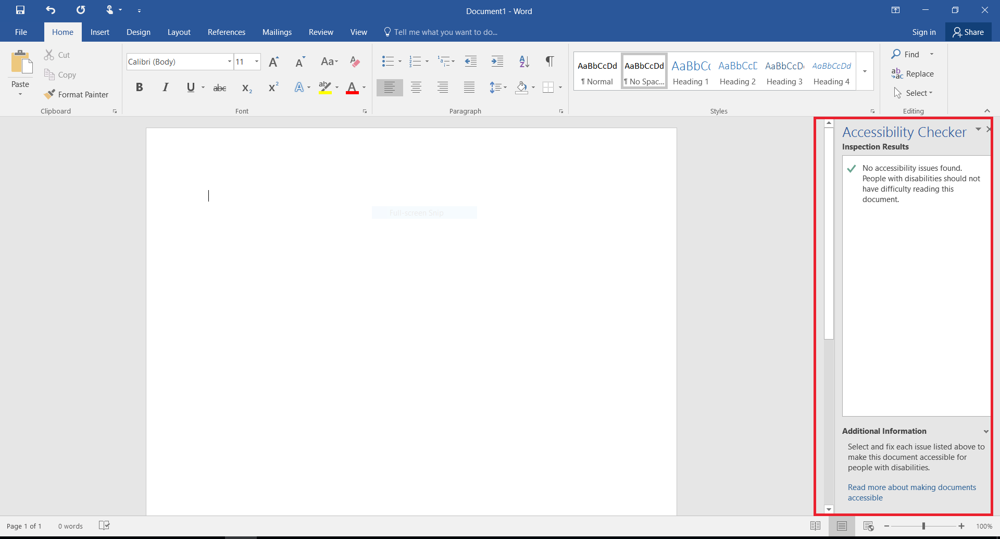 Document1 - Word
File Home Insert Design Layout References Mailings Review View Tell me what you want to do... Sign in Share
Paste
Cut
Copy
Format Painter
Clipboard
Calibri (Body) 11
Font
Paragraph
AaBbCcDd AaBbCcDd AaBbCc AaBbCcD AaBbCcDd AaBbCcDd
¶ Normal ¶ No Spac... Heading 1 Heading 2 Heading 3 Heading 4
Styles
Find
Replace
Select
Editing
Full-screen Snip
Accessibility Checker
Inspection Results
No accessibility issues found.
People with disabilities should not
have difficulty reading this
document.
Additional Information
Select and fix each issue listed above to
make this document accessible for
people with disabilities.
Read more about making documents
accessible
Page 1 of 1 0 words 100%